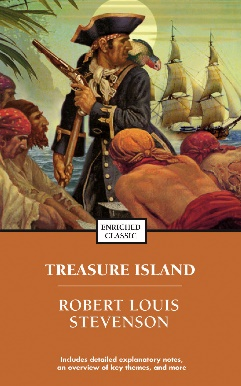 ENRICHED
CLASSIC
TREASURE ISLAND
ROBERT LOUIS
STEVENSON
Includes detailed explanatory notes,
an overview of key themes, and more